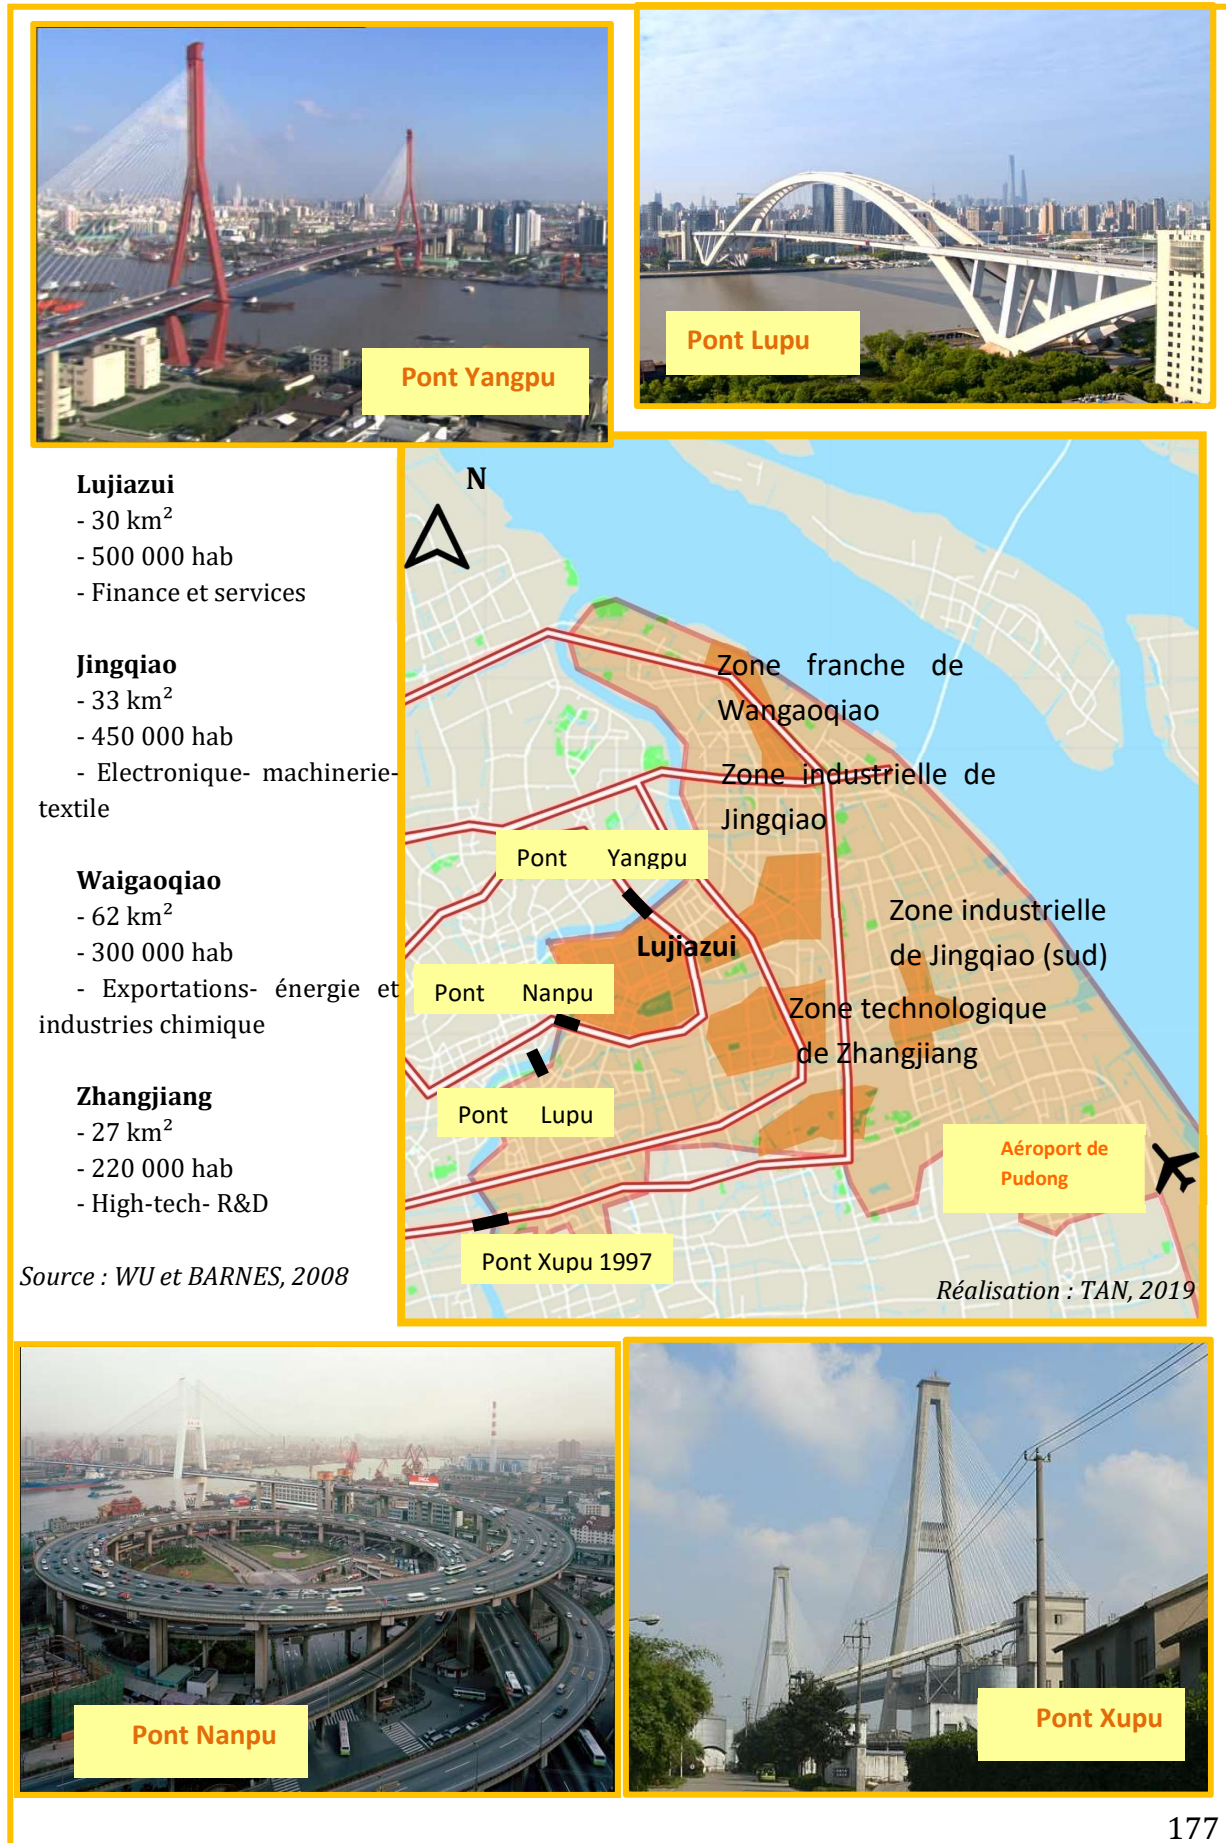 Pont Yangpu
Pont Lupu
Lujiazui
- 30 km²
- 500 000 hab
- Finance et services
Jingqiao
- 33 km²
- 450 000 hab
- Electronique- machinerie-
textile
Waigaoqiao
- 62 km²
- 300 000 hab
- Exportations- énergie et
industries chimique
Zhangjiang
- 27 km²
- 220 000 hab
- High-tech- R&D
Source : WU et BARNES, 2008
N
Zone franche de
Wangaoqiao
Zone industrielle de
Jingqiao
Pont Yangpu
Lujiazui
Zone industrielle
de Jingqiao (sud)
Pont Nanpu
Zone technologique
de Zhangjiang
Pont Lupu
Aéroport de
Pudong
Pont Xupu 1997
Réalisation : TAN, 2019
Pont Nanpu
Pont Xupu
177